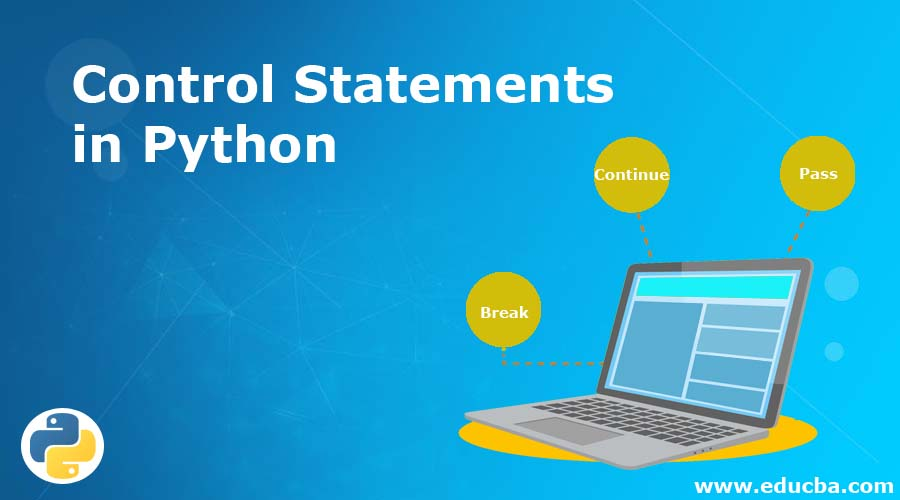 Control Statements
in Python
Continue
Pass
Break
www.educba.com